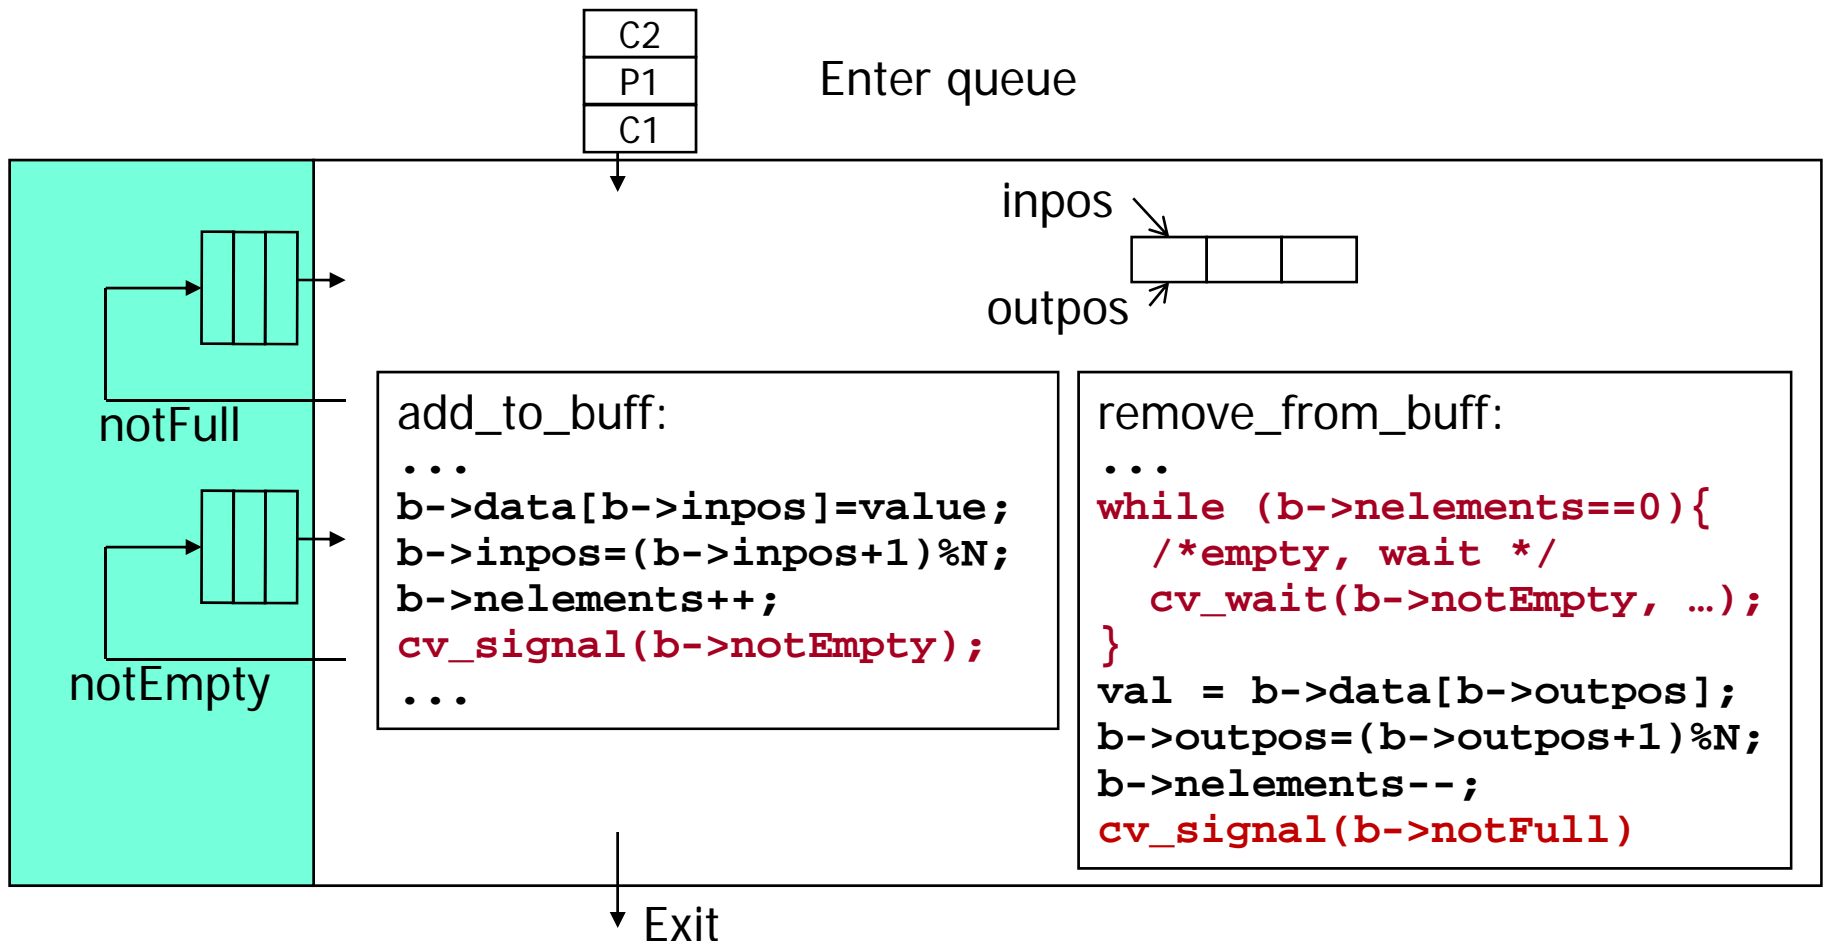 C2
P1
C1
Enter queue
inpos
outpos
notFull
notEmpty
add_to_buff:
...
b->data[b->inpos]=value;
b->inpos=(b->inpos+1)%N;
b->nelements++;
cv_signal(b->notEmpty);
...
remove_from_buff:
...
while (b->nelements==0){
  /*empty, wait */
  cv_wait(b->notEmpty, …);
}
val = b->data[b->outpos];
b->outpos=(b->outpos+1)%N;
b->nelements--;
cv_signal(b->notFull)
Exit